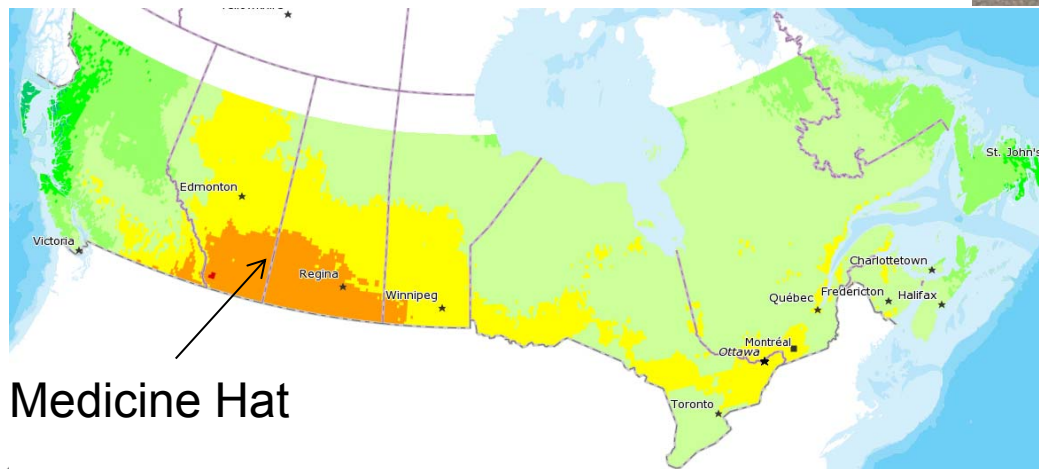 Edmonton
St. John's
Victoria
Regina
Winnipeg
Charlottetown
Québec
Fredericton
Halifax
Montréal
Ottawa
Toronto
Medicine Hat